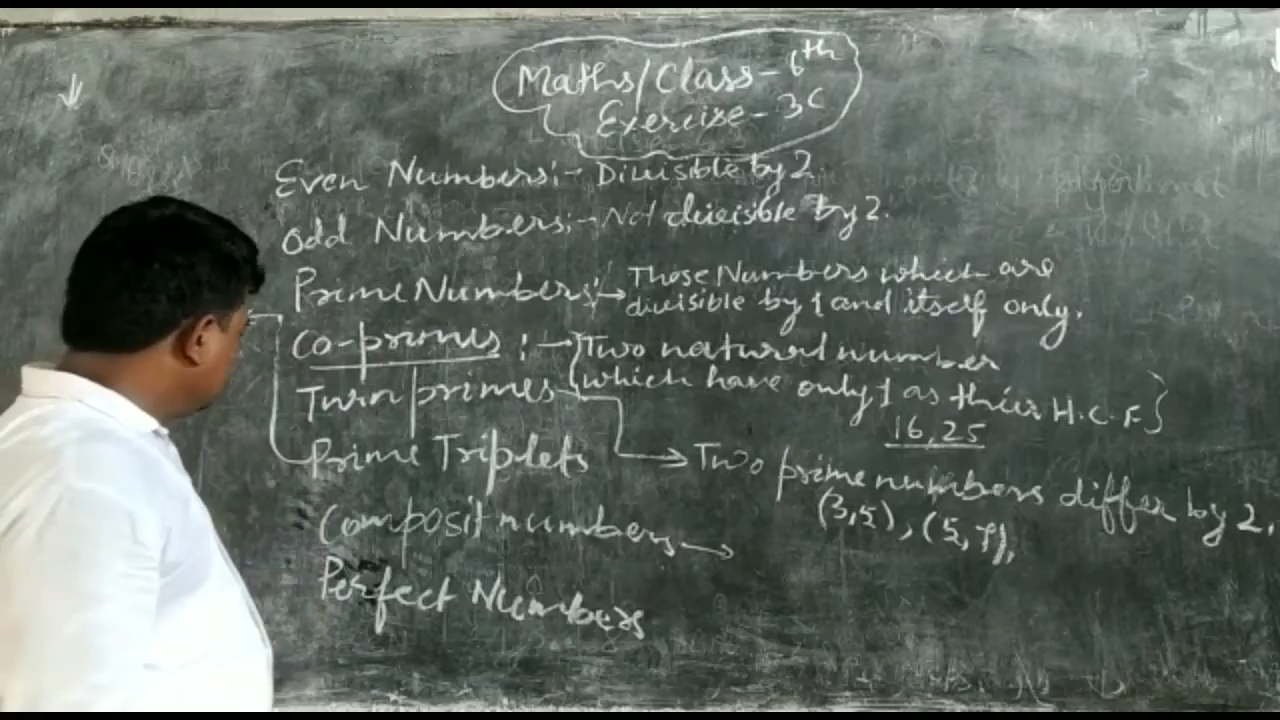 Maths/Class - 6th
Exercise - 3C
Even Numbers:- Divisible by 2
Odd Numbers:- Not divisible by 2.
Prime Numbers:→ Those Numbers which are
divisible by 1 and itself only.
Co-primes :→ Two natural number
which have only 1 as their H.C.F}
16,25
Twin primes → Two prime numbers differ by 2.
(3,5), (5,7),
Prime Triplets
Composit numbers →
Perfect Numbers